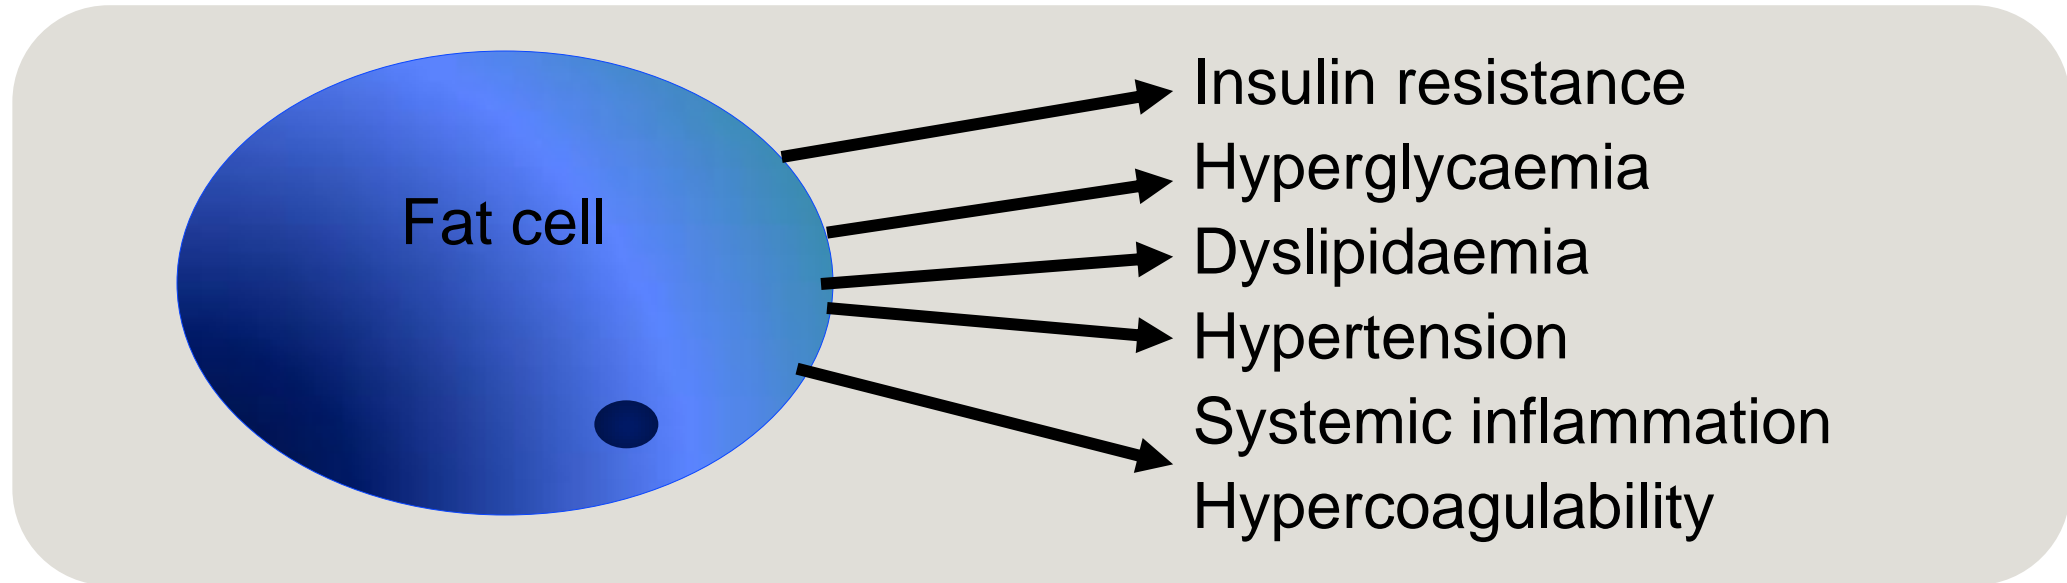 Fat cell
Insulin resistance
Hyperglycaemia
Dyslipidaemia
Hypertension
Systemic inflammation
Hypercoagulability